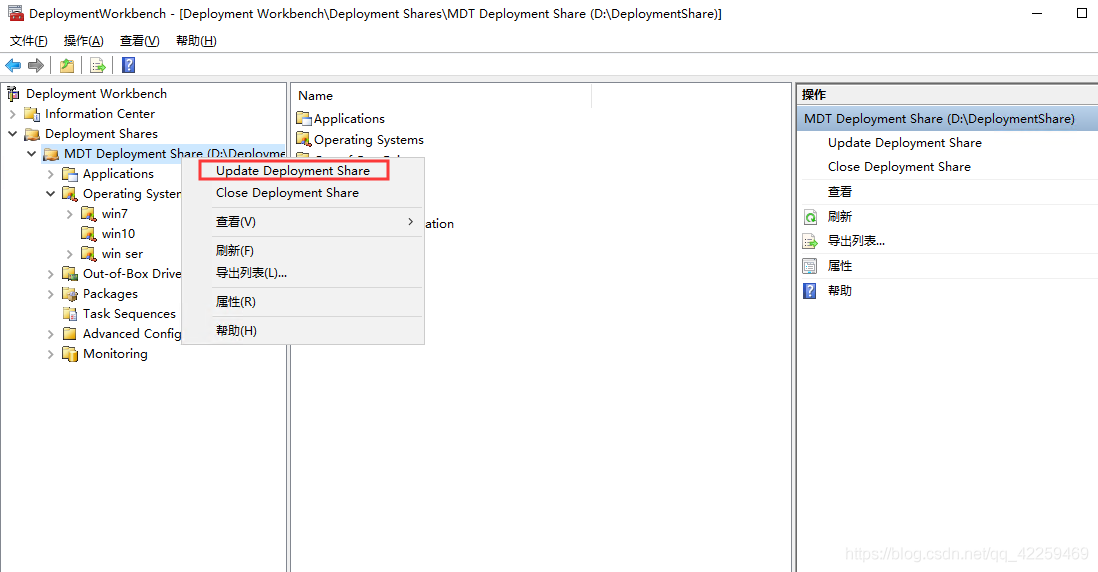 DeploymentWorkbench - [Deployment Workbench\Deployment Shares\MDT Deployment Share (D:\DeploymentShare)]
文件(F) 操作(A) 查看(V) 帮助(H)
Deployment Workbench
Information Center
Deployment Shares
MDT Deployment Share (D:\Deployme
Applications
Operating System
win7
win10
win ser
Out-of-Box Drive
Packages
Task Sequences
Advanced Config
Monitoring
Name
Applications
Operating Systems
ation
Update Deployment Share
Close Deployment Share
查看(V)
刷新(F)
导出列表(L)...
属性(R)
帮助(H)
操作
MDT Deployment Share (D:\DeploymentShare)
Update Deployment Share
Close Deployment Share
查看
刷新
导出列表...
属性
帮助
https://blog.csdn.net/qq_42259469